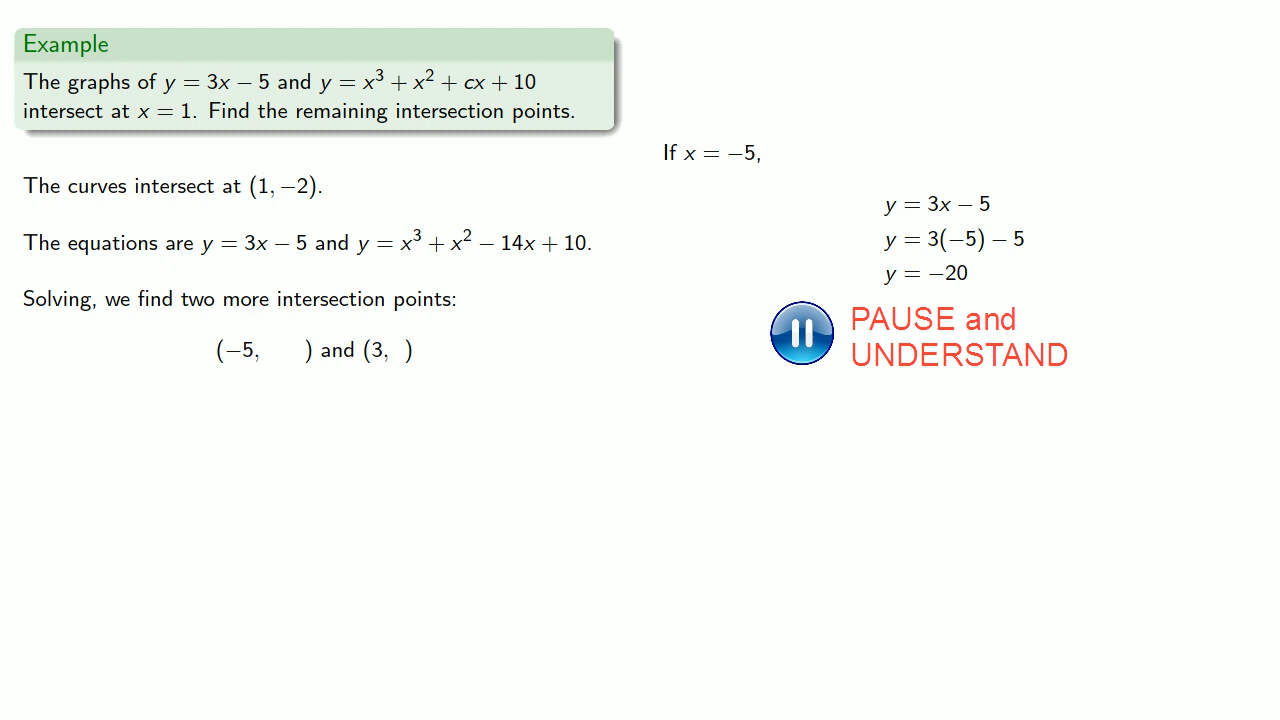 Example
The graphs of y = 3x − 5 and y = x³ + x² + cx + 10
intersect at x = 1. Find the remaining intersection points.
The curves intersect at (1, −2).
The equations are y = 3x − 5 and y = x³ + x² − 14x + 10.
Solving, we find two more intersection points:
(−5, ) and (3, )
If x = −5,
y = 3x − 5
y = 3(−5) − 5
y = −20
PAUSE and
UNDERSTAND